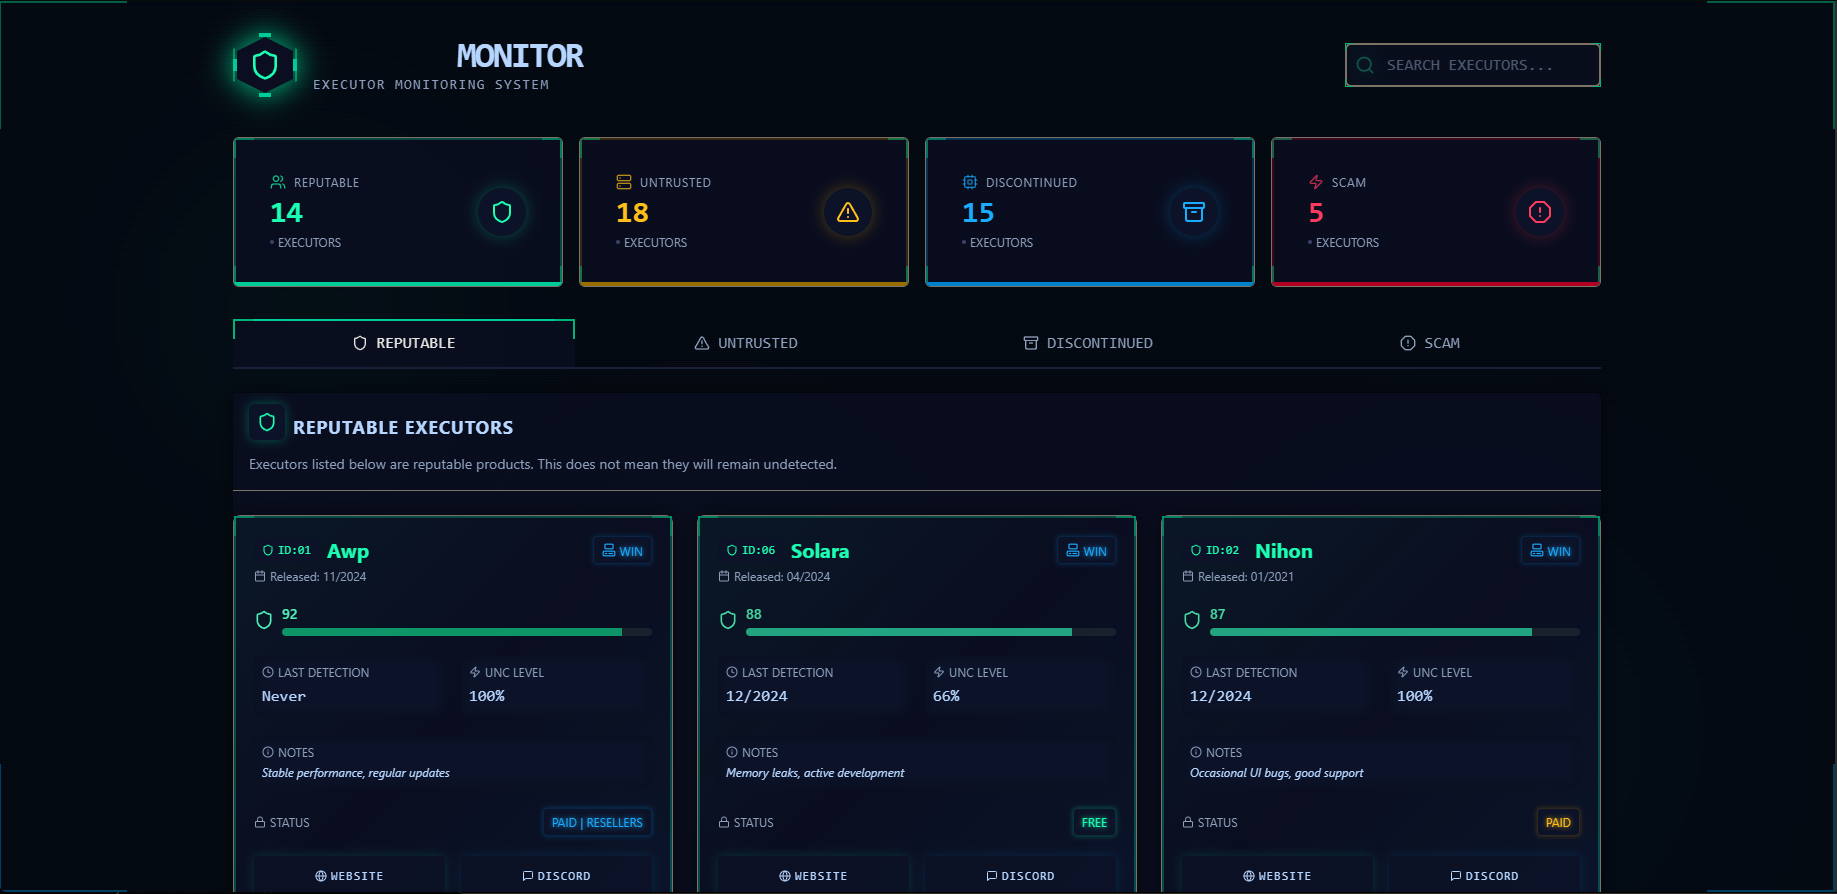 MONITOR
EXECUTOR MONITORING SYSTEM
SEARCH EXECUTORS...
REPUTABLE
14
EXECUTORS
UNTRUSTED
18
EXECUTORS
DISCONTINUED
15
EXECUTORS
SCAM
5
EXECUTORS
REPUTABLE
UNTRUSTED
DISCONTINUED
SCAM
REPUTABLE EXECUTORS
Executors listed below are reputable products. This does not mean they will remain undetected.
ID:01 Awp WIN
Released: 11/2024
92
LAST DETECTION
Never
UNC LEVEL
100%
NOTES
Stable performance, regular updates
STATUS PAID | RESELLERS
WEBSITE DISCORD
ID:06 Solara WIN
Released: 04/2024
88
LAST DETECTION
12/2024
UNC LEVEL
66%
NOTES
Memory leaks, active development
STATUS FREE
WEBSITE DISCORD
ID:02 Nihon WIN
Released: 01/2021
87
LAST DETECTION
12/2024
UNC LEVEL
100%
NOTES
Occasional UI bugs, good support
STATUS PAID
WEBSITE DISCORD